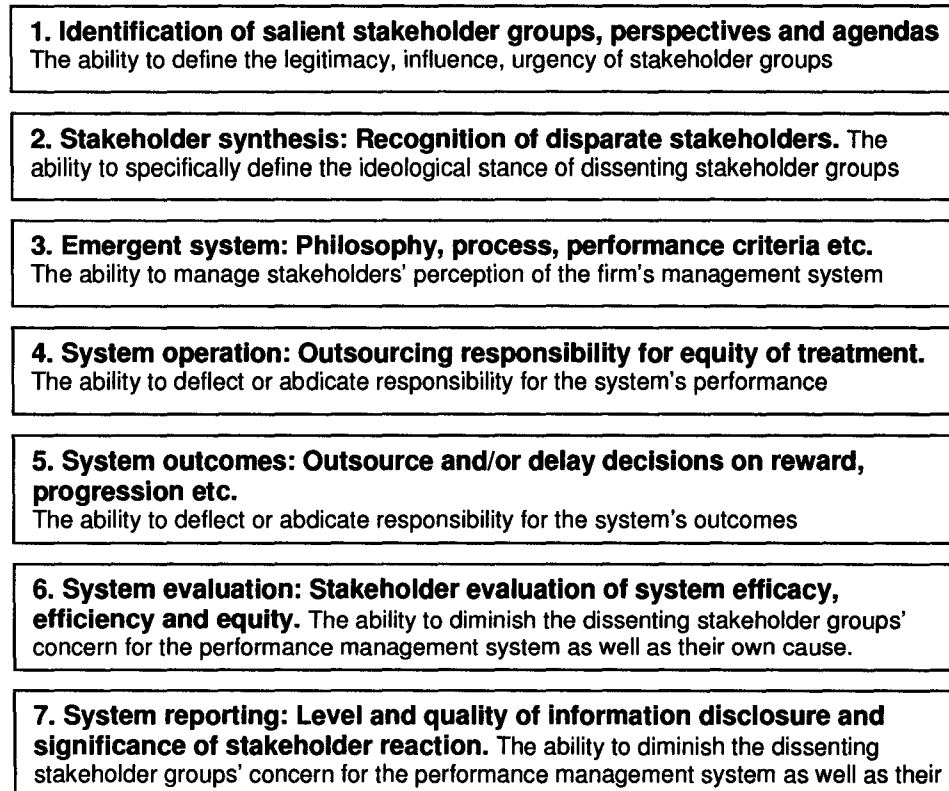 1. Identification of salient stakeholder groups, perspectives and agendas
The ability to define the legitimacy, influence, urgency of stakeholder groups
2. Stakeholder synthesis: Recognition of disparate stakeholders. The
ability to specifically define the ideological stance of dissenting stakeholder groups
3. Emergent system: Philosophy, process, performance criteria etc.
The ability to manage stakeholders' perception of the firm's management system
4. System operation: Outsourcing responsibility for equity of treatment.
The ability to deflect or abdicate responsibility for the system's performance
5. System outcomes: Outsource and/or delay decisions on reward,
progression etc.
The ability to deflect or abdicate responsibility for the system's outcomes
6. System evaluation: Stakeholder evaluation of system efficacy,
efficiency and equity. The ability to diminish the dissenting stakeholder groups'
concern for the performance management system as well as their own cause.
7. System reporting: Level and quality of information disclosure and
significance of stakeholder reaction. The ability to diminish the dissenting
stakeholder groups' concern for the performance management system as well as their